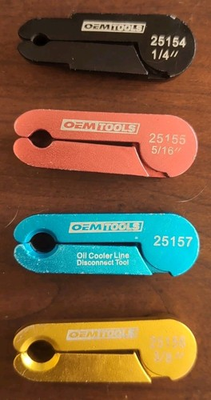 OEMTOOLS
25154
1/4"
OEMTOOLS
25155
5/16"
OEMTOOLS
25157
Oil Cooler Line
Disconnect Tool
OEMTOOLS
3/8"